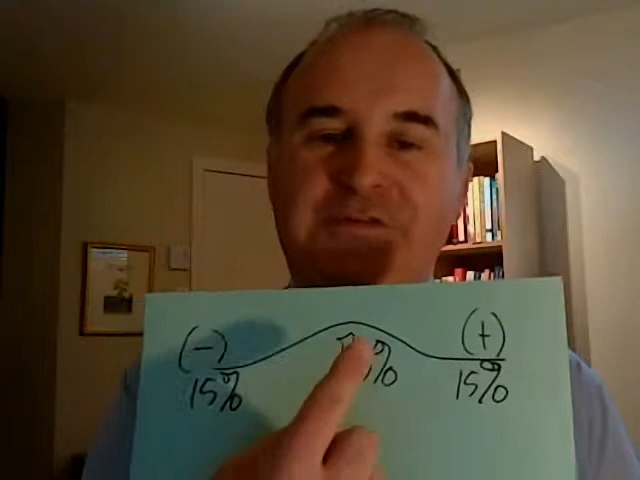 (-) (+)
15% % 15%